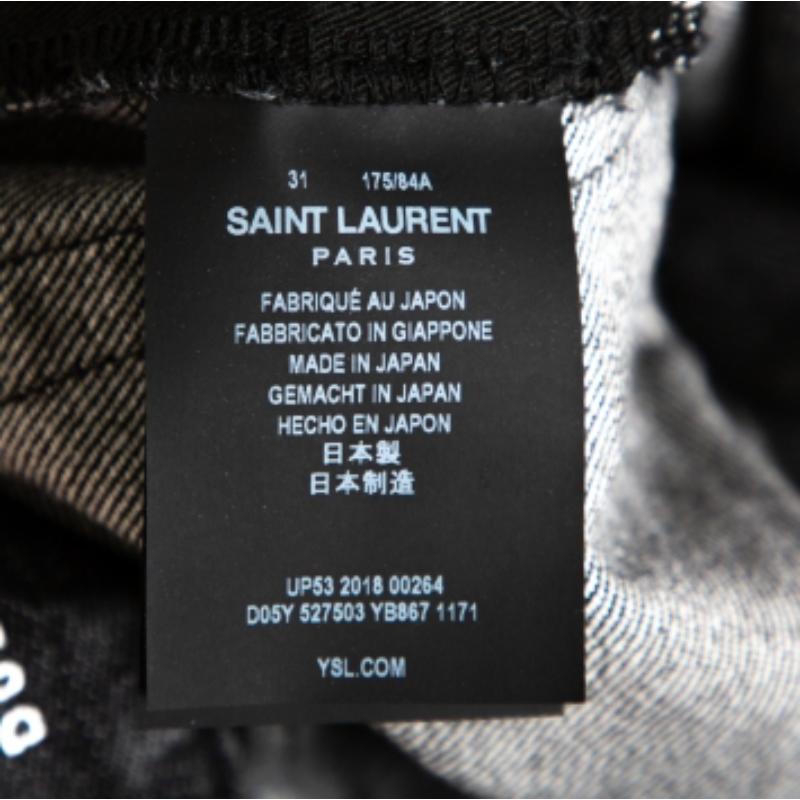 31 175/84A
SAINT LAURENT
PARIS
FABRIQUÉ AU JAPON
FABBRICATO IN GIAPPONE
MADE IN JAPAN
GEMACHT IN JAPAN
HECHO EN JAPON
日本製
日本制造
UP53 2018 00264
D05Y 527503 YB867 1171
YSL.COM